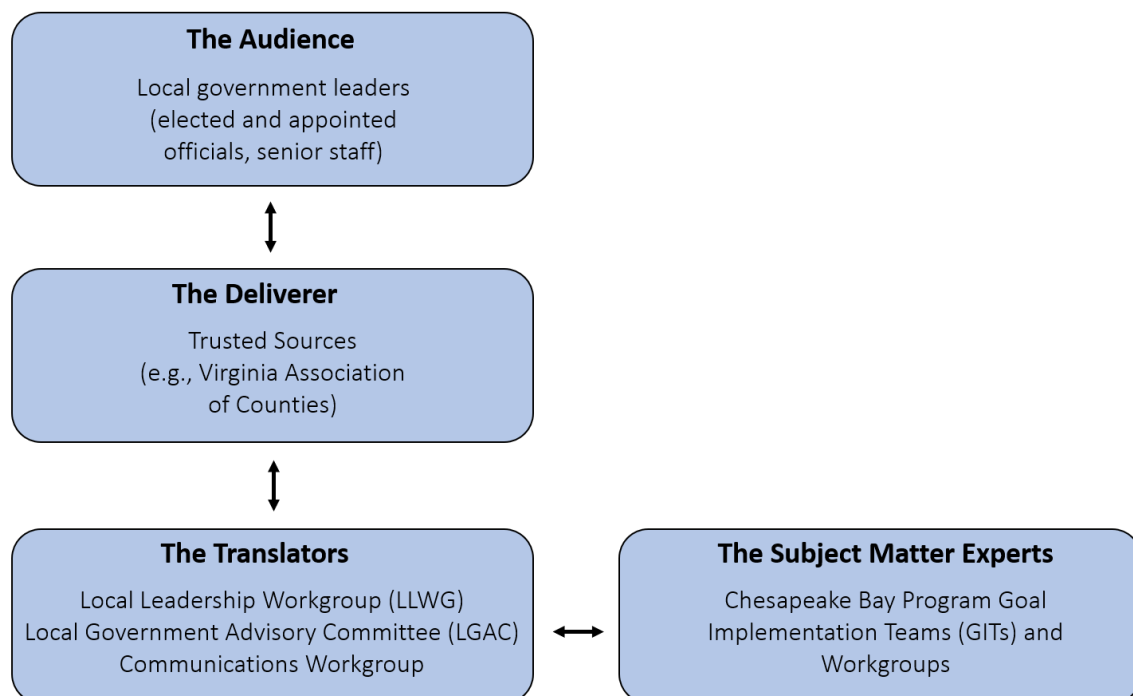 The Audience
Local government leaders
(elected and appointed
officials, senior staff)
The Deliverer
Trusted Sources
(e.g., Virginia Association
of Counties)
The Translators
Local Leadership Workgroup (LLWG)
Local Government Advisory Committee (LGAC)
Communications Workgroup
The Subject Matter Experts
Chesapeake Bay Program Goal
Implementation Teams (GITs) and
Workgroups